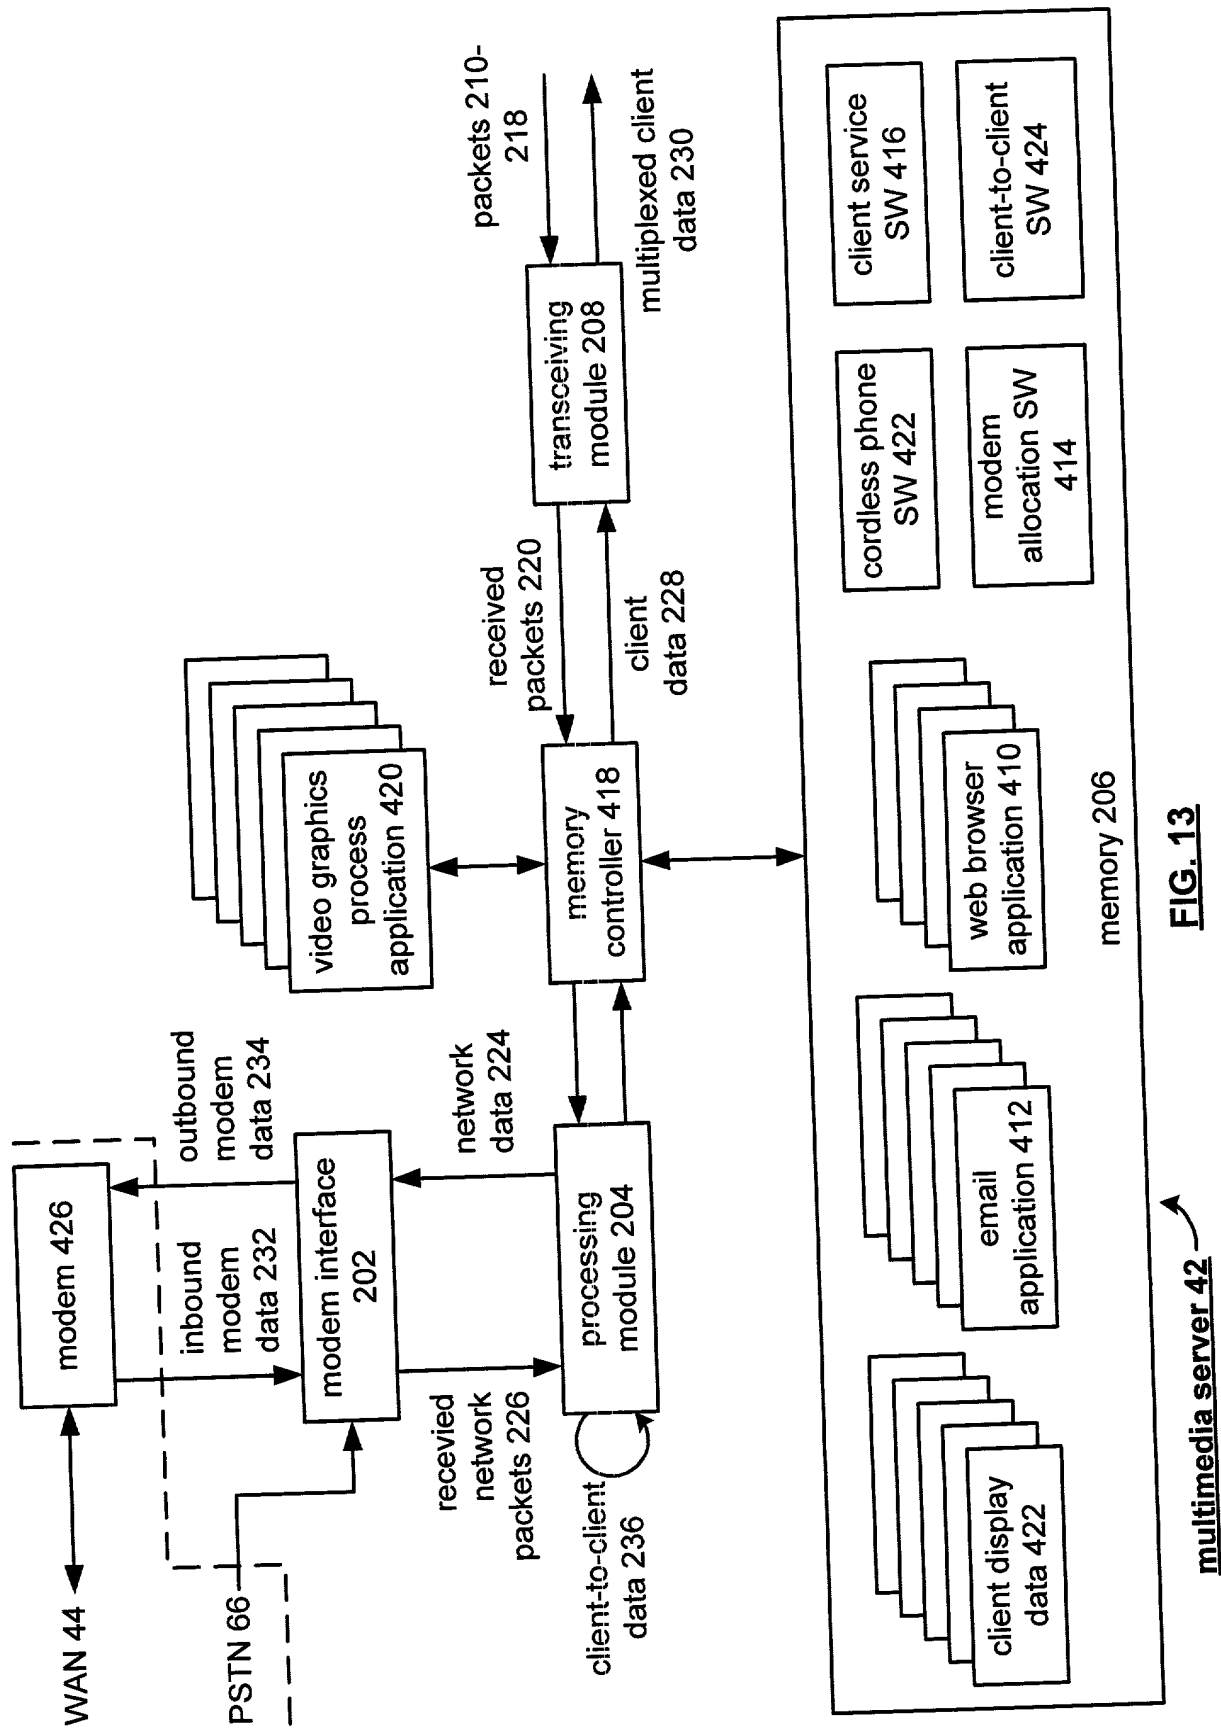 WAN 44
modem 426
PSTN 66
inbound
modem
data 232
outbound
modem
data 234
modem interface
202
recevied
network
packets 226
network
data 224
client-to-client
data 236
processing
module 204
video graphics
process
application 420
memory
controller 418
received
packets 220
client
data 228
transceiving
module 208
packets 210-
218
multiplexed client
data 230
client display
data 422
email
application 412
web browser
application 410
cordless phone
SW 422
client service
SW 416
modem
allocation SW
414
client-to-client
SW 424
memory 206
multimedia server 42
FIG. 13